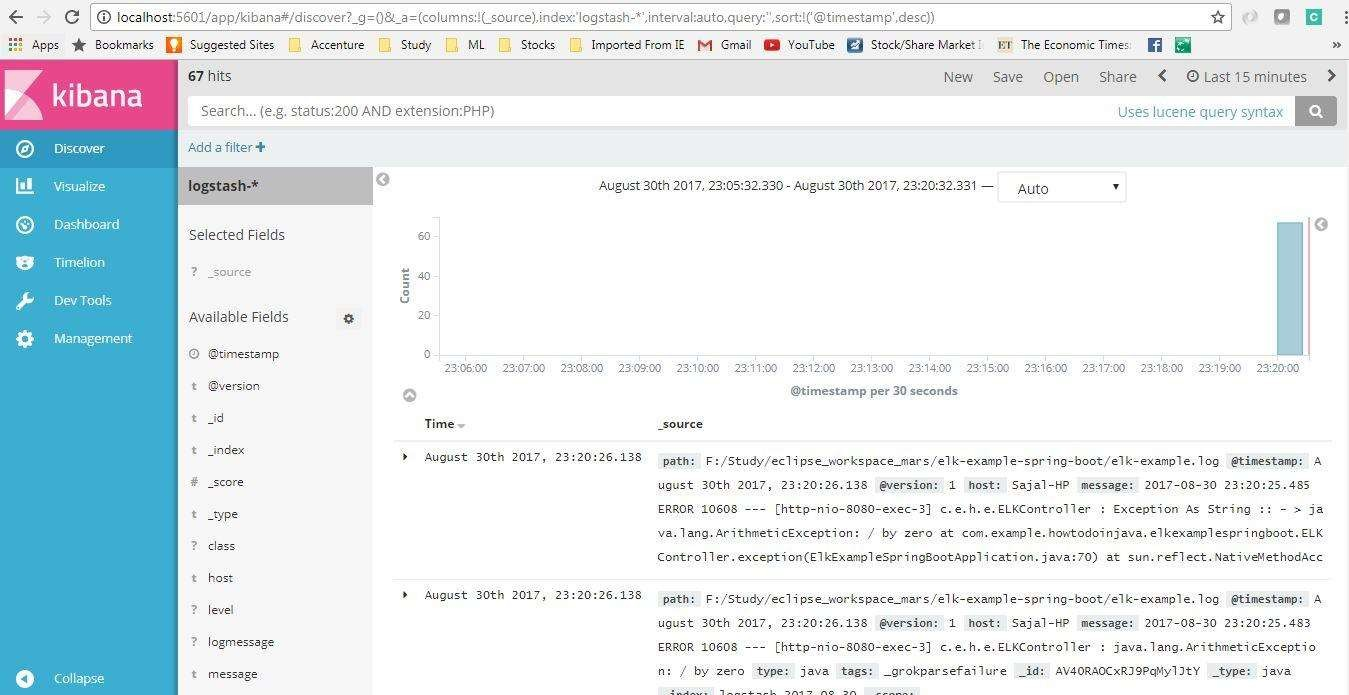 localhost:5601/app/kibana#/discover?_g=()&_a=(columns:!(_source),index:'logstash-*',interval:auto,query:'',sort:!('@timestamp',desc))
Apps Bookmarks Suggested Sites Accenture Study ML Stocks Imported From IE Gmail YouTube Stock/Share Market ET The Economic Times: »
kibana
67 hits
New Save Open Share Last 15 minutes
Search... (e.g. status:200 AND extension:PHP)
Uses lucene query syntax
Add a filter +
Discover
Visualize
Dashboard
Timelion
Dev Tools
Management
Collapse
logstash-*
Selected Fields
? _source
Available Fields
@timestamp
t @version
t _id
t _index
# _score
t _type
? class
t host
? level
? logmessage
t message
August 30th 2017, 23:05:32.330 - August 30th 2017, 23:20:32.331 — Auto
Count
60
40
20
0
23:06:00 23:07:00 23:08:00 23:09:00 23:10:00 23:11:00 23:12:00 23:13:00 23:14:00 23:15:00 23:16:00 23:17:00 23:18:00 23:19:00 23:20:00
@timestamp per 30 seconds
Time _source
August 30th 2017, 23:20:26.138
path: F:/Study/eclipse_workspace_mars/elk-example-spring-boot/elk-example.log @timestamp: A
ugust 30th 2017, 23:20:26.138 @version: 1 host: Sajal-HP message: 2017-08-30 23:20:25.485
ERROR 10608 --- [http-nio-8080-exec-3] c.e.h.e.ELKController : Exception As String :: - > ja
va.lang.ArithmeticException: / by zero at com.example.howtodoinjava.elkexamplespringboot.ELK
Controller.exception(ElkExampleSpringBootApplication.java:70) at sun.reflect.NativeMethodAcc
August 30th 2017, 23:20:26.138
path: F:/Study/eclipse_workspace_mars/elk-example-spring-boot/elk-example.log @timestamp: A
ugust 30th 2017, 23:20:26.138 @version: 1 host: Sajal-HP message: 2017-08-30 23:20:25.483
ERROR 10608 --- [http-nio-8080-exec-3] c.e.h.e.ELKController : java.lang.ArithmeticExceptio
n: / by zero type: java tags: _grokparsefailure _id: AV4ORAOCxRJ9PqMylJtY _type: java
_index: logstash-2017.08.30 _score: